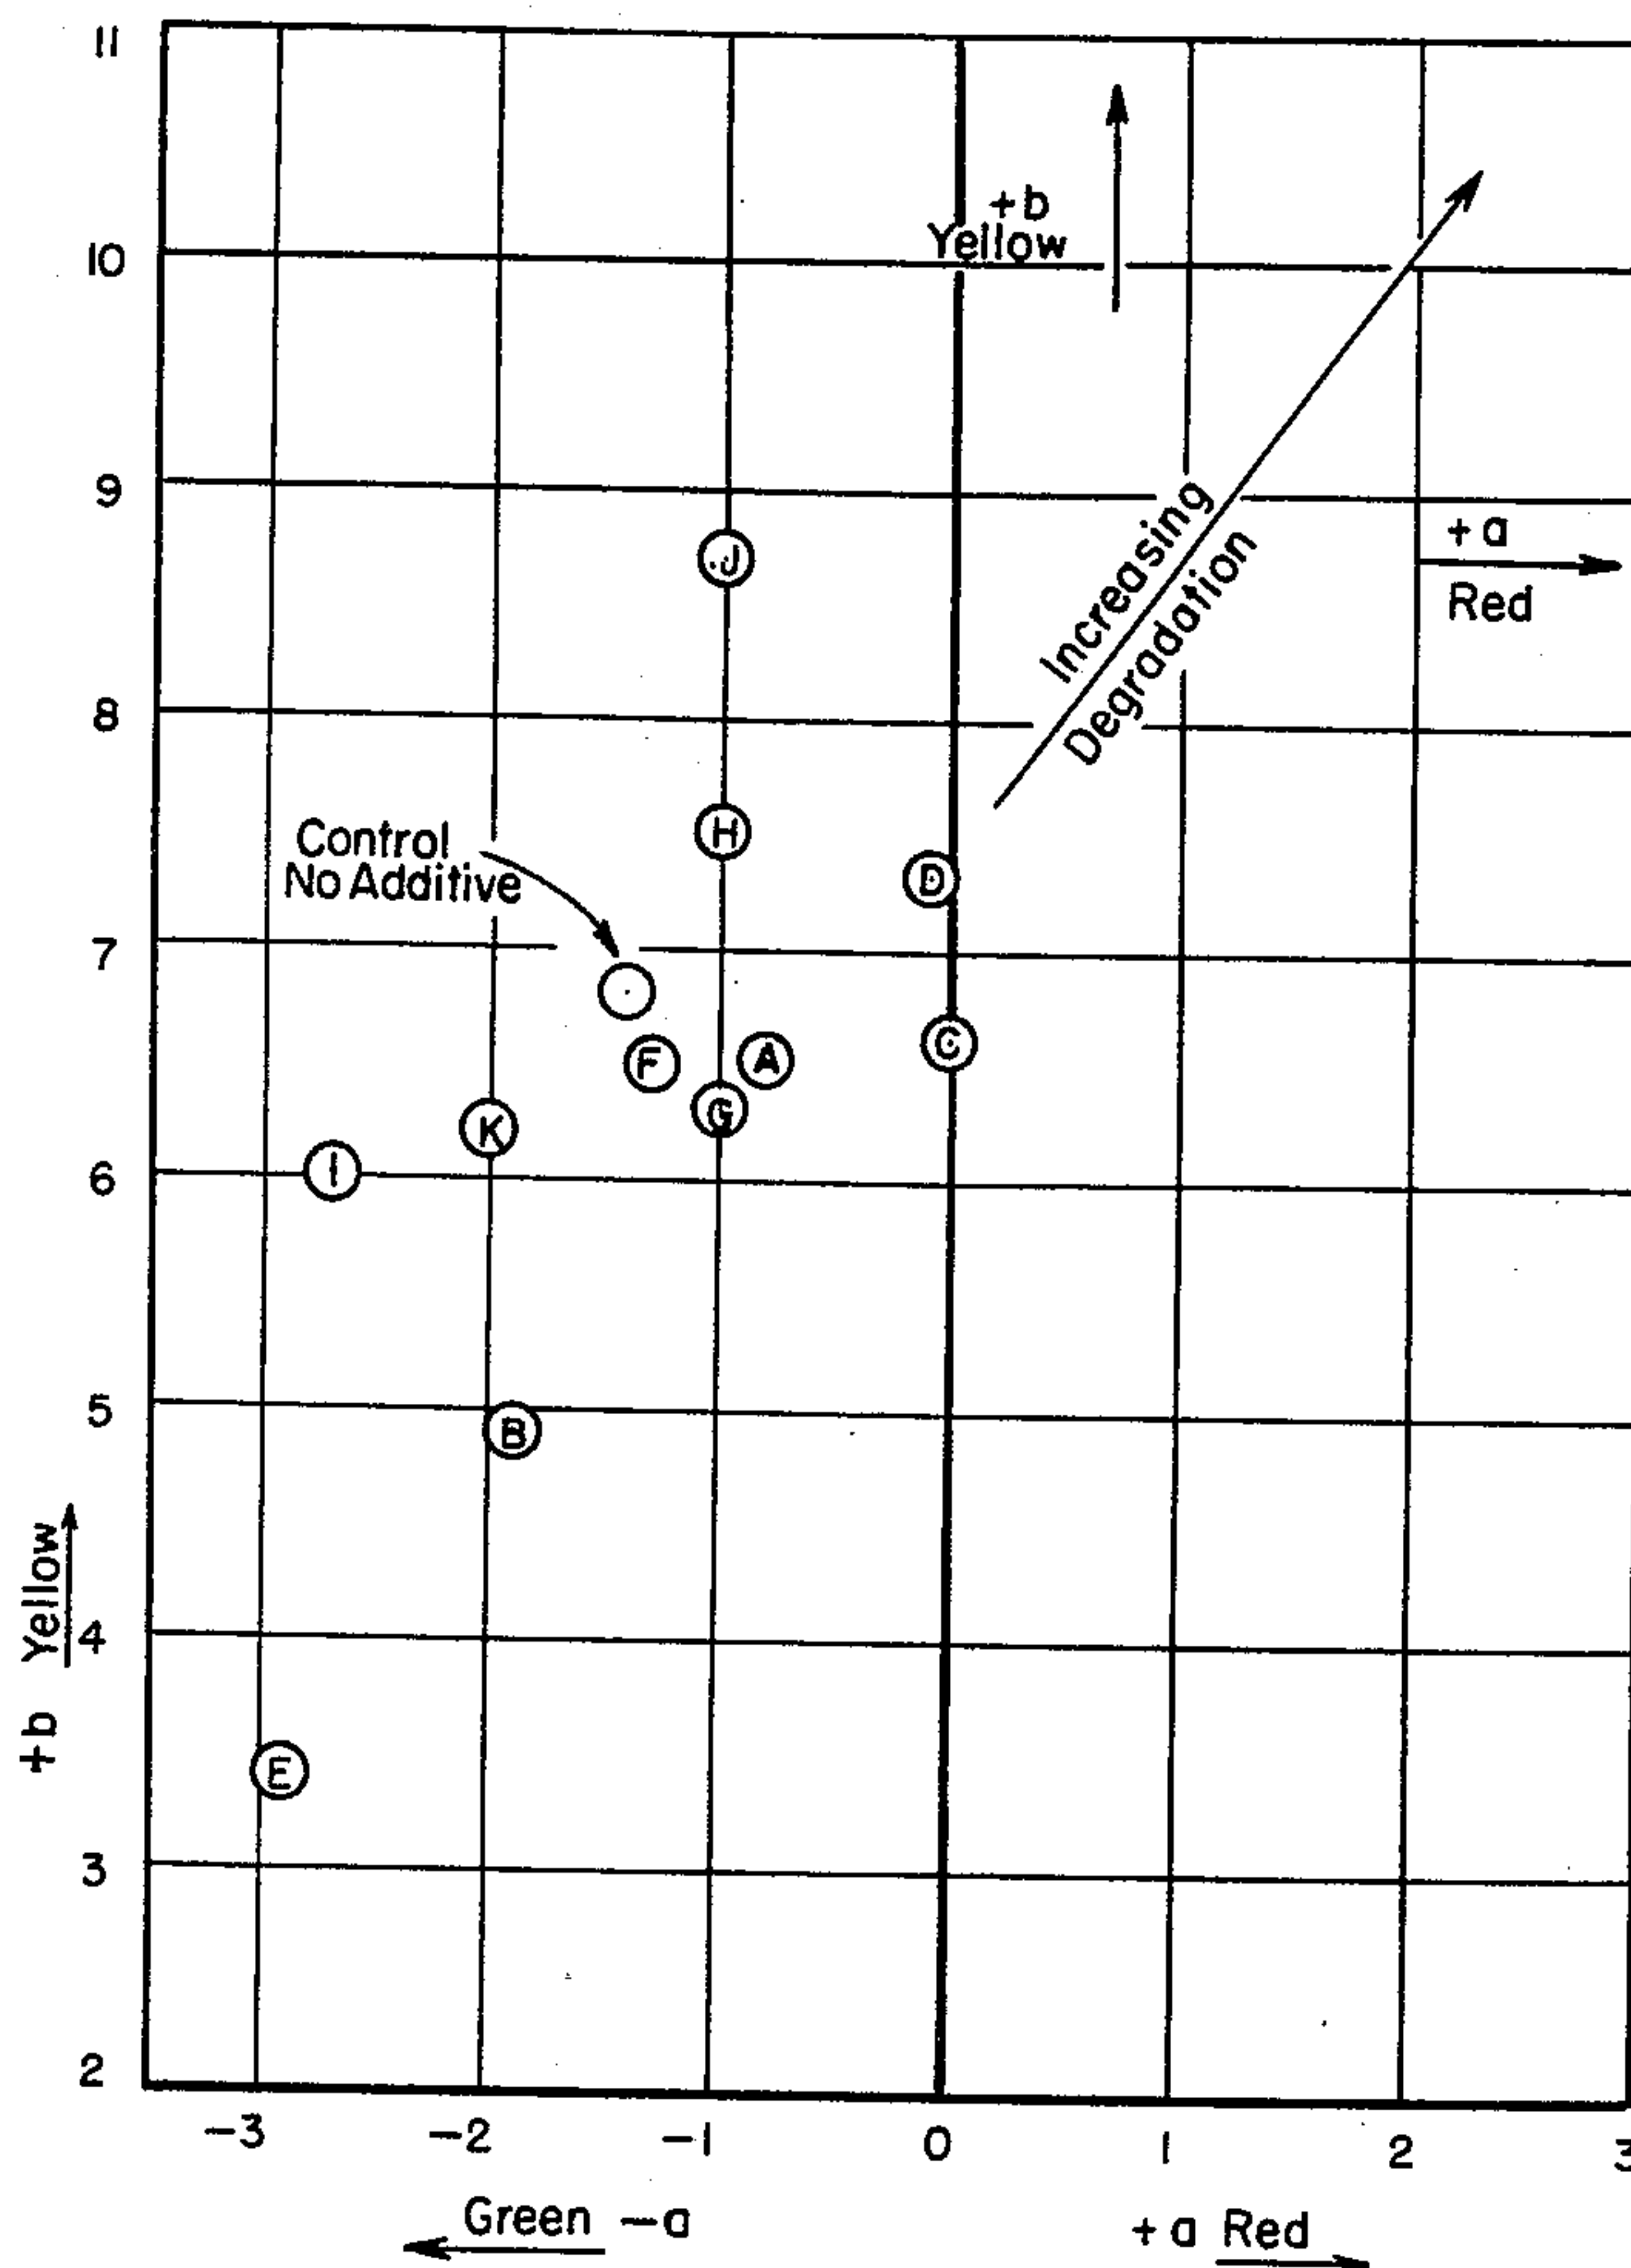 11
+b
Yellow
10
9
+a
Red
J
Increasing
Degradation
8
H
Control
No Additive
D
7
F
A
C
G
K
I
6
5
B
+b Yellow
4
E
3
2
-3 -2 -1 0 1 2 3
Green -a
+a Red